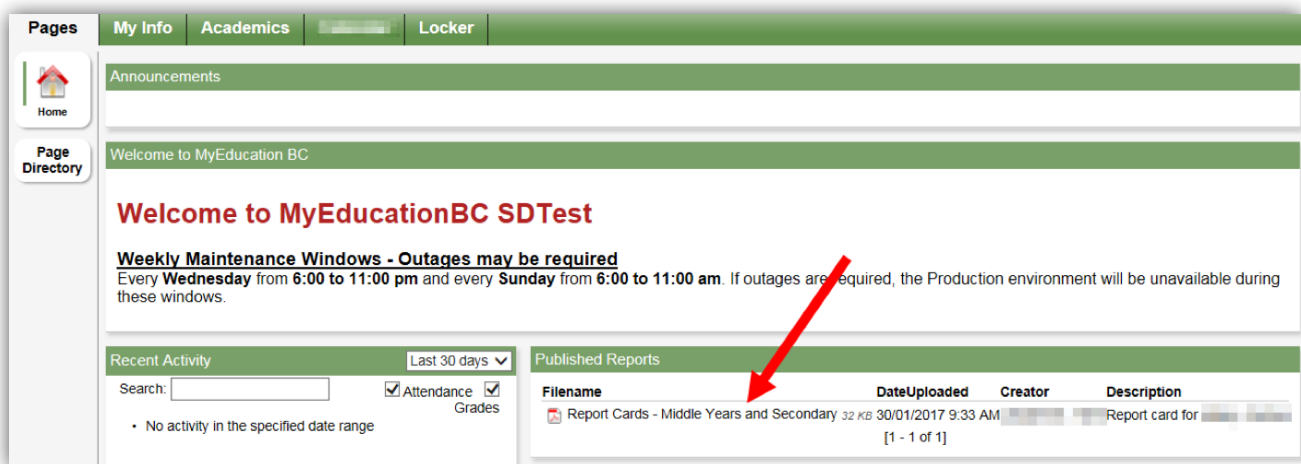 Pages My Info Academics Locker
Home
Page
Directory
Announcements
Welcome to MyEducation BC
Welcome to MyEducationBC SDTest
Weekly Maintenance Windows - Outages may be required
Every Wednesday from 6:00 to 11:00 pm and every Sunday from 6:00 to 11:00 am. If outages are required, the Production environment will be unavailable during
these windows.
Recent Activity Last 30 days
Search: Attendance
Grades
• No activity in the specified date range
Published Reports
Filename DateUploaded Creator Description
Report Cards - Middle Years and Secondary 32 KB 30/01/2017 9:33 AM Report card for
[1 - 1 of 1]